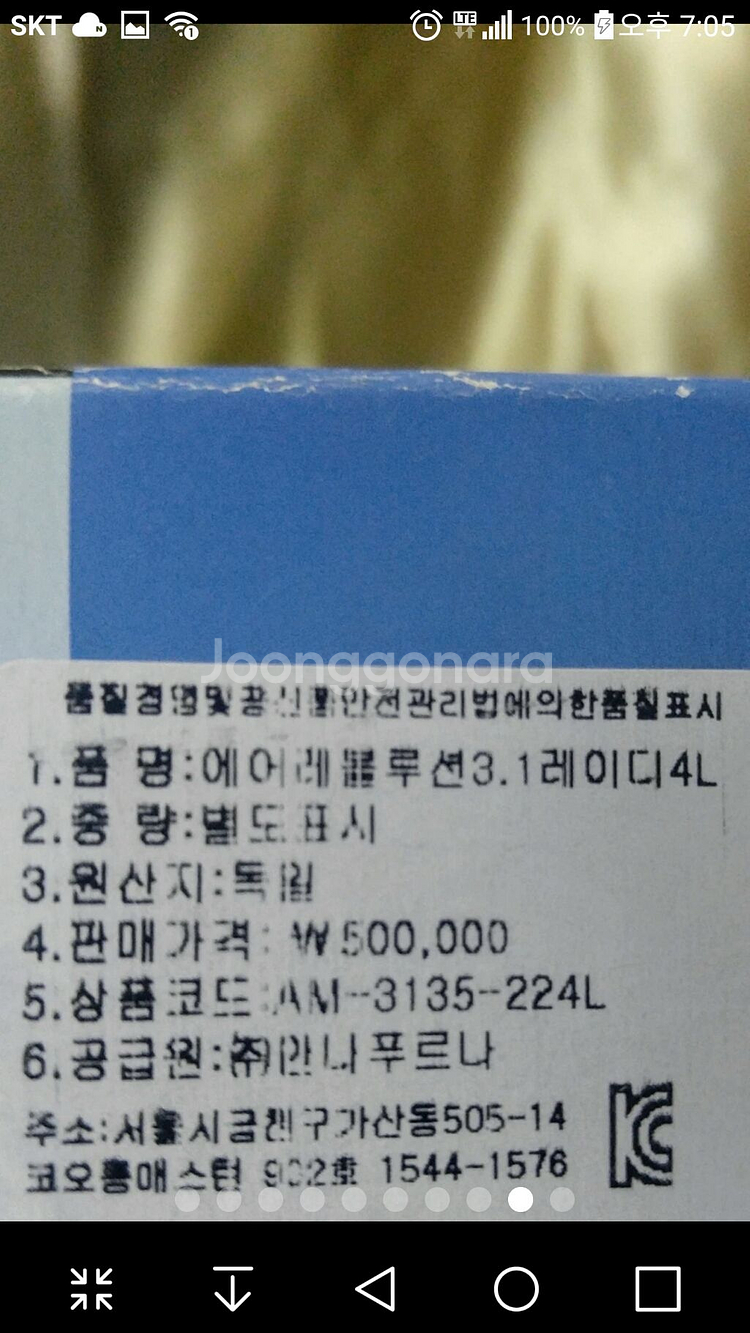 SKT 1 LTE 100% 오후 7:05
Joonggonara
품질경영및공산품안전관리법에의한품질표시
1.품 명:에어레볼루션3.1레이디4L
2.중 량:별도표시
3.원산지:독일
4.판매가격: ₩500,000
5.상품코드:AM-3135-224L
6.공급원:㈜안나푸르나
주소:서울시금천구가산동505-14
코오롱애스턴 902호 1544-1576